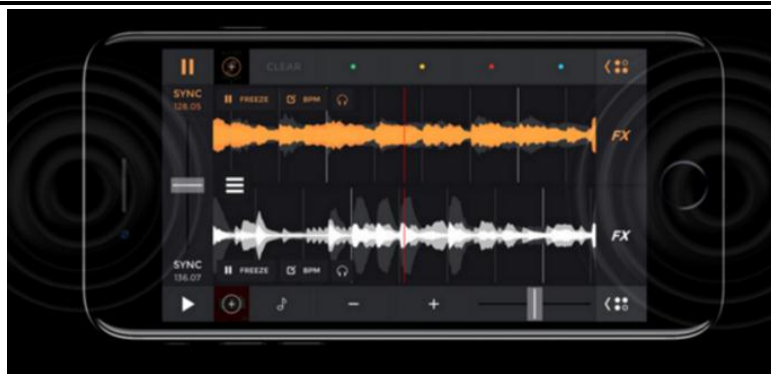 CLEAR
SYNC
128.05
FREEZE
BPM
FX
FX
SYNC
136.07
FREEZE
BPM